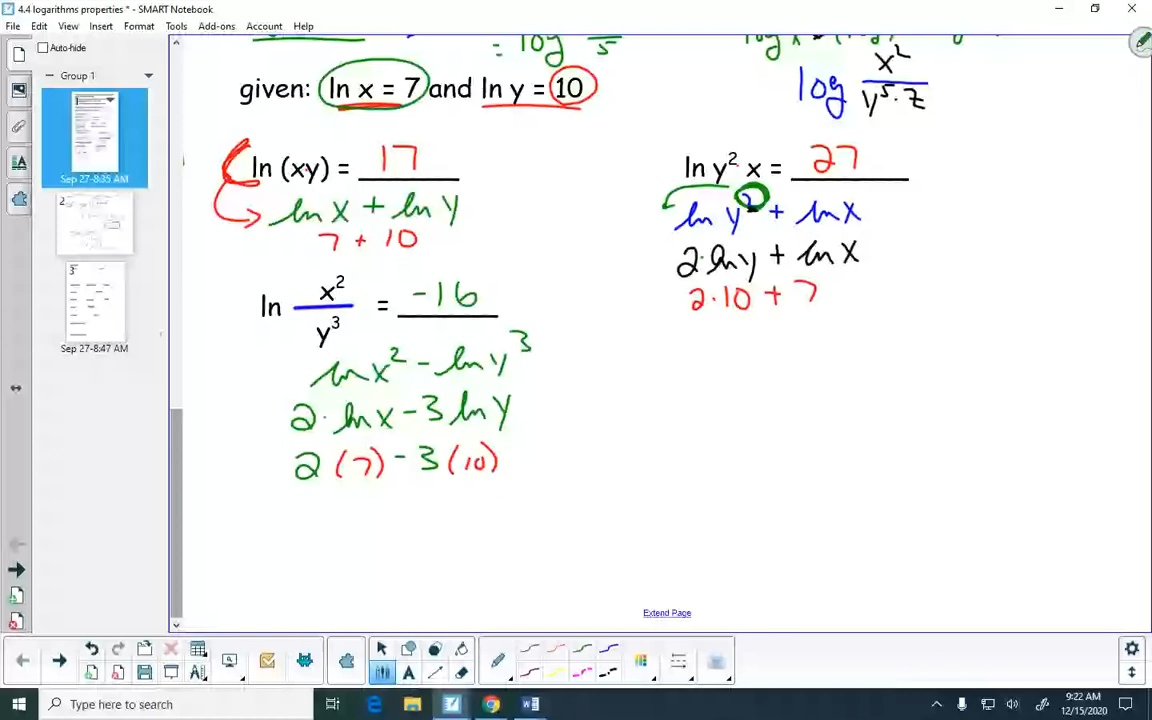 4.4 logarithms properties * - SMART Notebook
File Edit View Insert Format Tools Add-ons Account Help
Auto-hide
Group 1
Sep 27-8:35 AM
2
3
Sep 27-8:47 AM
= log 5
given: ln x = 7 and ln y = 10
log x² / y⁵·z
ln (xy) = 17
ln x + ln y
7 + 10
ln y² x = 27
ln y² + ln x
2·ln y + ln x
2·10 + 7
ln x² / y³ = -16
ln x² - ln y³
2·ln x - 3 ln y
2 (7) - 3 (10)
Extend Page
Type here to search
9:22 AM
12/15/2020